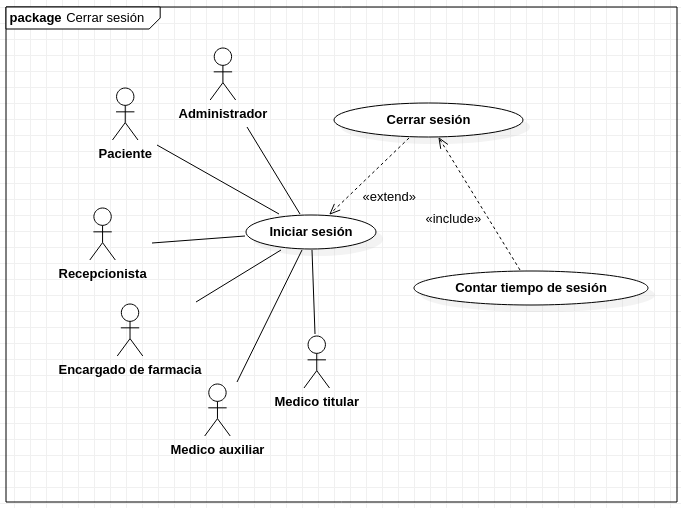 package Cerrar sesión
Administrador
Cerrar sesión
Paciente
«extend»
«include»
Iniciar sesión
Recepcionista
Contar tiempo de sesión
Encargado de farmacia
Medico titular
Medico auxiliar